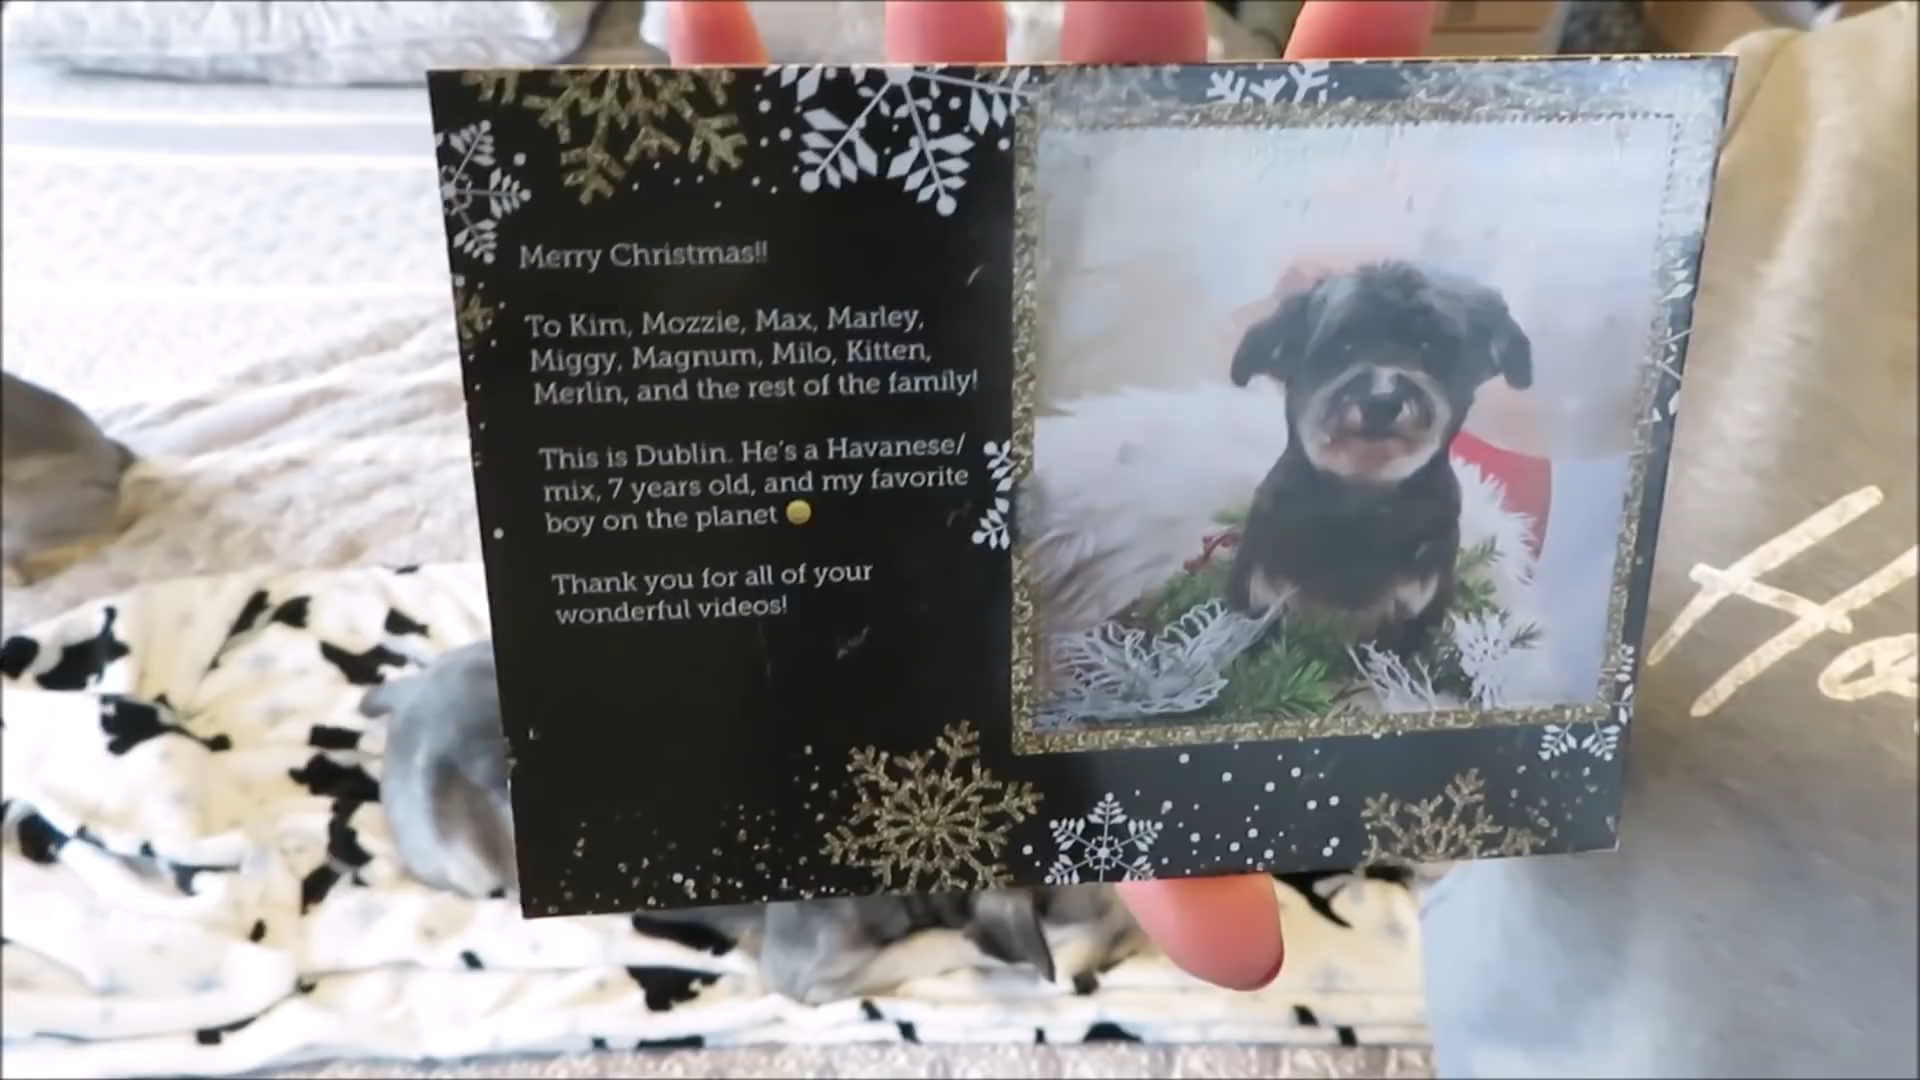 Merry Christmas!!
To Kim, Mozzie, Max, Marley,
Miggy, Magnum, Milo, Kitten,
Merlin, and the rest of the family!
This is Dublin. He's a Havanese/
mix, 7 years old, and my favorite
boy on the planet
Thank you for all of your
wonderful videos!